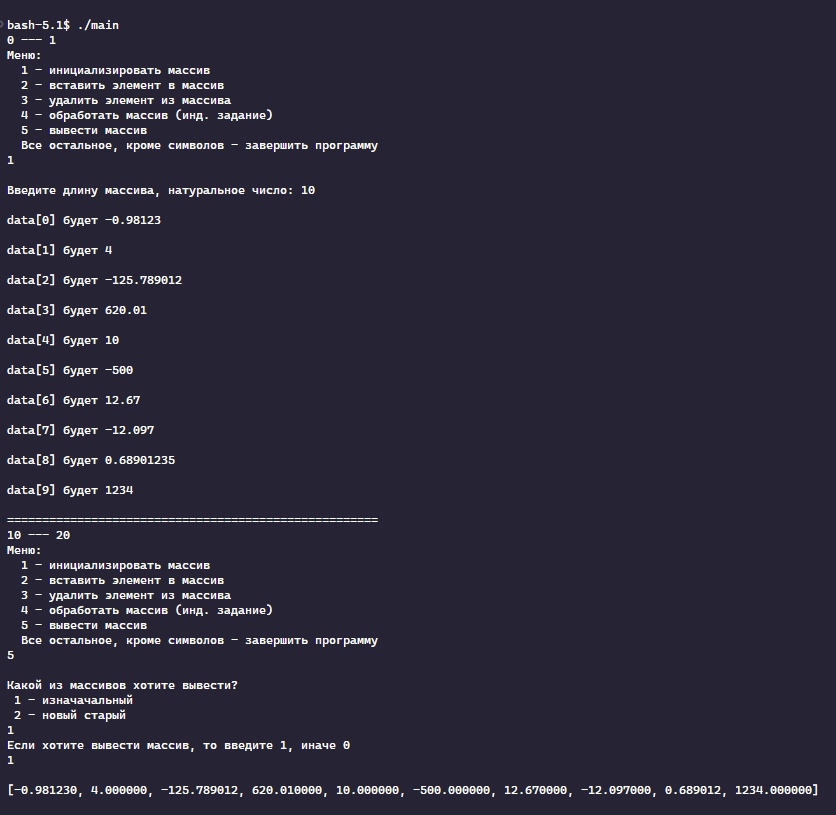 bash-5.1$ ./main
0 --- 1
Меню:
  1 - инициализировать массив
  2 - вставить элемент в массив
  3 - удалить элемент из массива
  4 - обработать массив (инд. задание)
  5 - вывести массив
  Все остальное, кроме символов - завершить программу
1
Введите длину массива, натуральное число: 10
data[0] будет -0.98123
data[1] будет 4
data[2] будет -125.789012
data[3] будет 620.01
data[4] будет 10
data[5] будет -500
data[6] будет 12.67
data[7] будет -12.097
data[8] будет 0.68901235
data[9] будет 1234
=====================================================
10 --- 20
Меню:
  1 - инициализировать массив
  2 - вставить элемент в массив
  3 - удалить элемент из массива
  4 - обработать массив (инд. задание)
  5 - вывести массив
  Все остальное, кроме символов - завершить программу
5
Какой из массивов хотите вывести?
 1 - изначачальный
 2 - новый старый
1
Если хотите вывести массив, то введите 1, иначе 0
1
[-0.981230, 4.000000, -125.789012, 620.010000, 10.000000, -500.000000, 12.670000, -12.097000, 0.689012, 1234.000000]